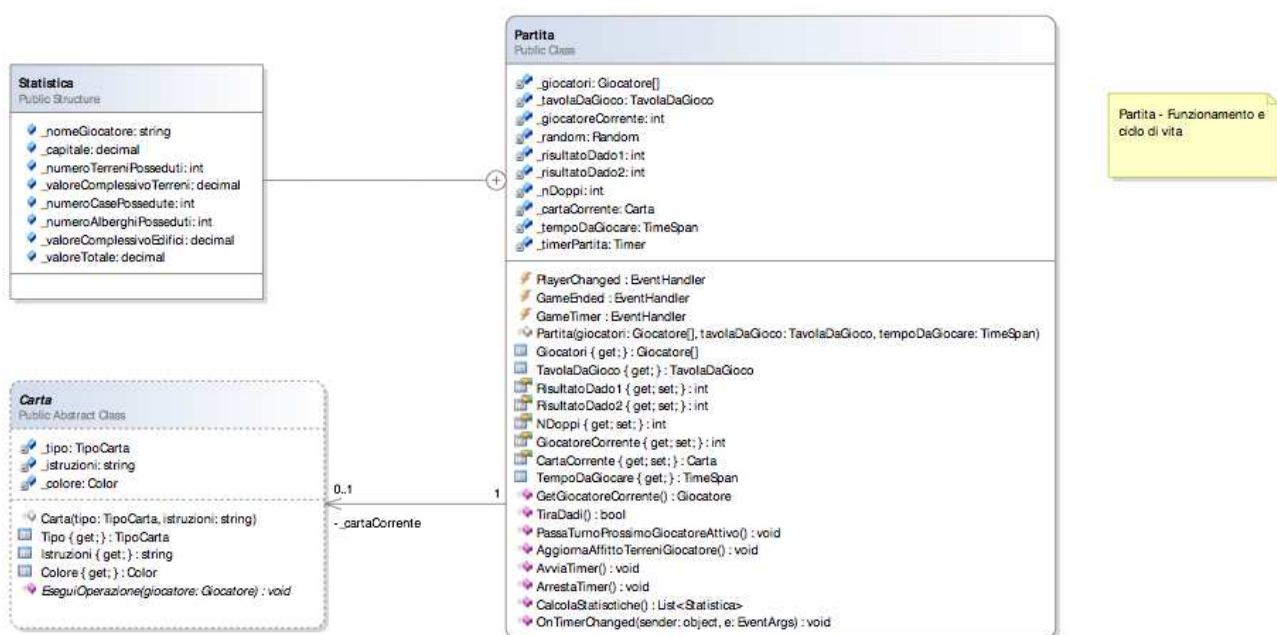 Statistica
Public Structure
_nomeGiocatore: string
_capitale: decimal
_numeroTerreniPosseduti: int
_valoreComplessivoTerreni: decimal
_numeroCasePossedute: int
_numeroAlberghiPosseduti: int
_valoreComplessivoEdifici: decimal
_valoreTotale: decimal
Carta
Public Abstract Class
_tipo: TipoCarta
_istruzioni: string
_colore: Color
Carta(tipo: TipoCarta, istruzioni: string)
Tipo { get; } : TipoCarta
Istruzioni { get; } : string
Colore { get; } : Color
EseguiOperazione(giocatore: Giocatore) : void
0..1
1
-_cartaCorrente
Partita
Public Class
_giocatori: Giocatore[]
_tavolaDaGioco: TavolaDaGioco
_giocatoreCorrente: int
_random: Random
_risultatoDado1: int
_risultatoDado2: int
_nDoppi: int
_cartaCorrente: Carta
_tempoDaGiocare: TimeSpan
_timerPartita: Timer
PlayerChanged : EventHandler
GameEnded : EventHandler
GameTimer : EventHandler
Partita(giocatori: Giocatore[], tavolaDaGioco: TavolaDaGioco, tempoDaGiocare: TimeSpan)
Giocatori { get; } : Giocatore[]
TavolaDaGioco { get; } : TavolaDaGioco
RisultatoDado1 { get; set; } : int
RisultatoDado2 { get; set; } : int
NDoppi { get; set; } : int
GiocatoreCorrente { get; set; } : int
CartaCorrente { get; set; } : Carta
TempoDaGiocare { get; } : TimeSpan
GetGiocatoreCorrente() : Giocatore
TiraDadi() : bool
PassaTurnoProssimoGiocatoreAttivo() : void
AggiornaAffittoTerreniGiocatore() : void
AvviaTimer() : void
ArrestaTimer() : void
CalcolaStatisctiche() : List<Statistica>
OnTimerChanged(sender: object, e: EventArgs) : void
Partita - Funzionamento e
ciclo di vita